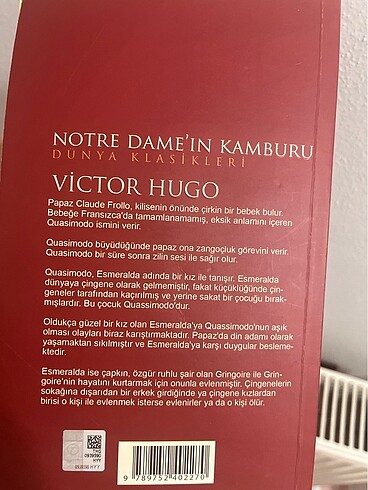 NOTRE DAME'IN KAMBURU
DÜNYA KLASİKLERİ
VİCTOR HUGO
Papaz Claude Frollo, kilisenin önünde çirkin bir bebek bulur.
Bebeğe Fransızca'da tamamlanamamış, eksik anlamını içeren
Quasimodo ismini verir.
Quasimodo büyüdüğünde papaz ona zangoçluk görevini verir.
Quasimodo bir süre sonra zilin sesi ile sağır olur.
Quasimodo, Esmeralda adında bir kız ile tanışır. Esmeralda
dünyaya çingene olarak gelmemiştir, fakat küçüklüğünde çin-
geneler tarafından kaçırılmış ve yerine sakat bir çocuğu bırak-
mışlardır. Bu çocuk Quasimodo'dur.
Oldukça güzel bir kız olan Esmeralda'ya Quassimodo'nun aşık
olması olayları biraz karıştırmaktadır. Papaz'da din adamı olarak
yaşamaktan sıkılmıştır ve Esmeralda'ya karşı duygular besleme-
ktedir.
Esmeralda ise çapkın, özgür ruhlu şair olan Gringoire ile Grin-
goire'nin hayatını kurtarmak için onunla evlenmiştir. Çingenelerin
sokağına dışarıdan bir erkek girdiğinde ya çingene kızlardan
birisi o kişi ile evlenmek isterse evlenirler ya da o kişi ölür.
9 789752 402270